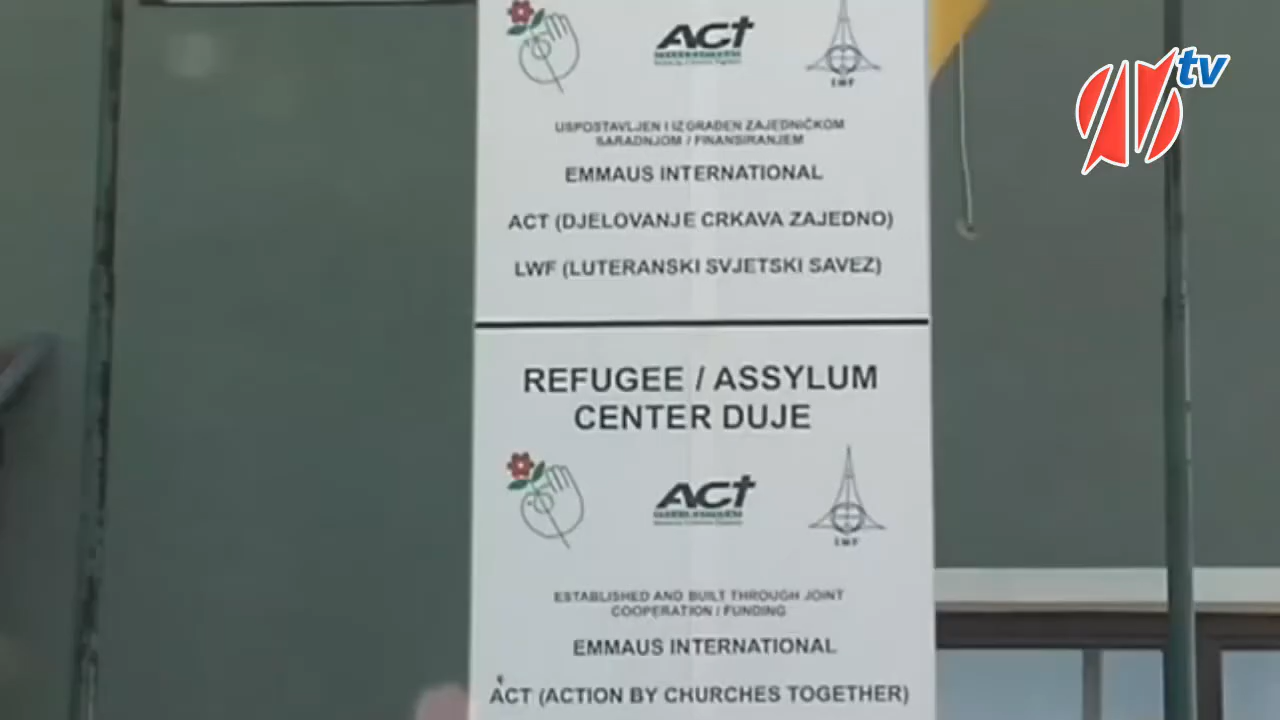 ACT
LWF
tv
USPOSTAVLJEN I IZGRAĐEN ZAJEDNIČKOM
SARADNJOM / FINANSIRANJEM
EMMAUS INTERNATIONAL
ACT (DJELOVANJE CRKAVA ZAJEDNO)
LWF (LUTERANSKI SVJETSKI SAVEZ)
REFUGEE / ASSYLUM
CENTER DUJE
ACT
LWF
ESTABLISHED AND BUILT THROUGH JOINT
COOPERATION / FUNDING
EMMAUS INTERNATIONAL
ACT (ACTION BY CHURCHES TOGETHER)